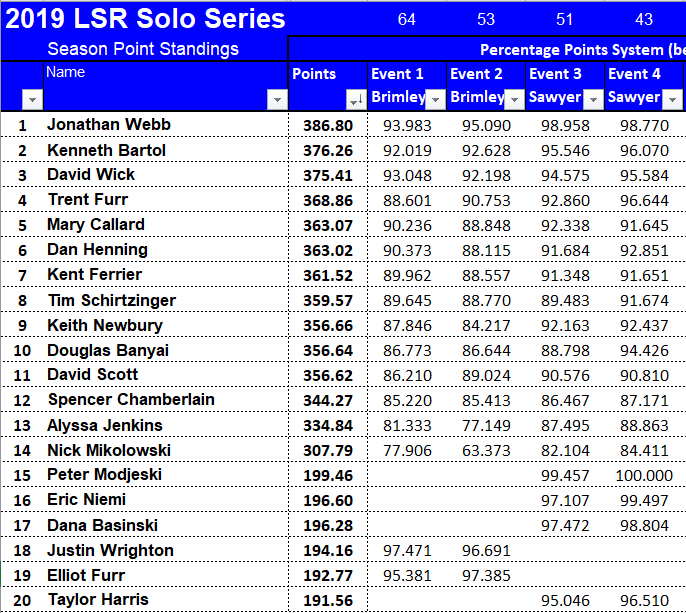 2019 LSR Solo Series 64 53 51 43
Season Point Standings Percentage Points System (be
Name Points Event 1 Event 2 Event 3 Event 4
Brimley Brimley Sawyer Sawyer
1 Jonathan Webb 386.80 93.983 95.090 98.958 98.770
2 Kenneth Bartol 376.26 92.019 92.628 95.546 96.070
3 David Wick 375.41 93.048 92.198 94.575 95.584
4 Trent Furr 368.86 88.601 90.753 92.860 96.644
5 Mary Callard 363.07 90.236 88.848 92.338 91.645
6 Dan Henning 363.02 90.373 88.115 91.684 92.851
7 Kent Ferrier 361.52 89.962 88.557 91.348 91.651
8 Tim Schirtzinger 359.57 89.645 88.770 89.483 91.674
9 Keith Newbury 356.66 87.846 84.217 92.163 92.437
10 Douglas Banyai 356.64 86.773 86.644 88.798 94.426
11 David Scott 356.62 86.210 89.024 90.576 90.810
12 Spencer Chamberlain 344.27 85.220 85.413 86.467 87.171
13 Alyssa Jenkins 334.84 81.333 77.149 87.495 88.863
14 Nick Mikolowski 307.79 77.906 63.373 82.104 84.411
15 Peter Modjeski 199.46 99.457 100.000
16 Eric Niemi 196.60 97.107 99.497
17 Dana Basinski 196.28 97.472 98.804
18 Justin Wrighton 194.16 97.471 96.691
19 Elliot Furr 192.77 95.381 97.385
20 Taylor Harris 191.56 95.046 96.510